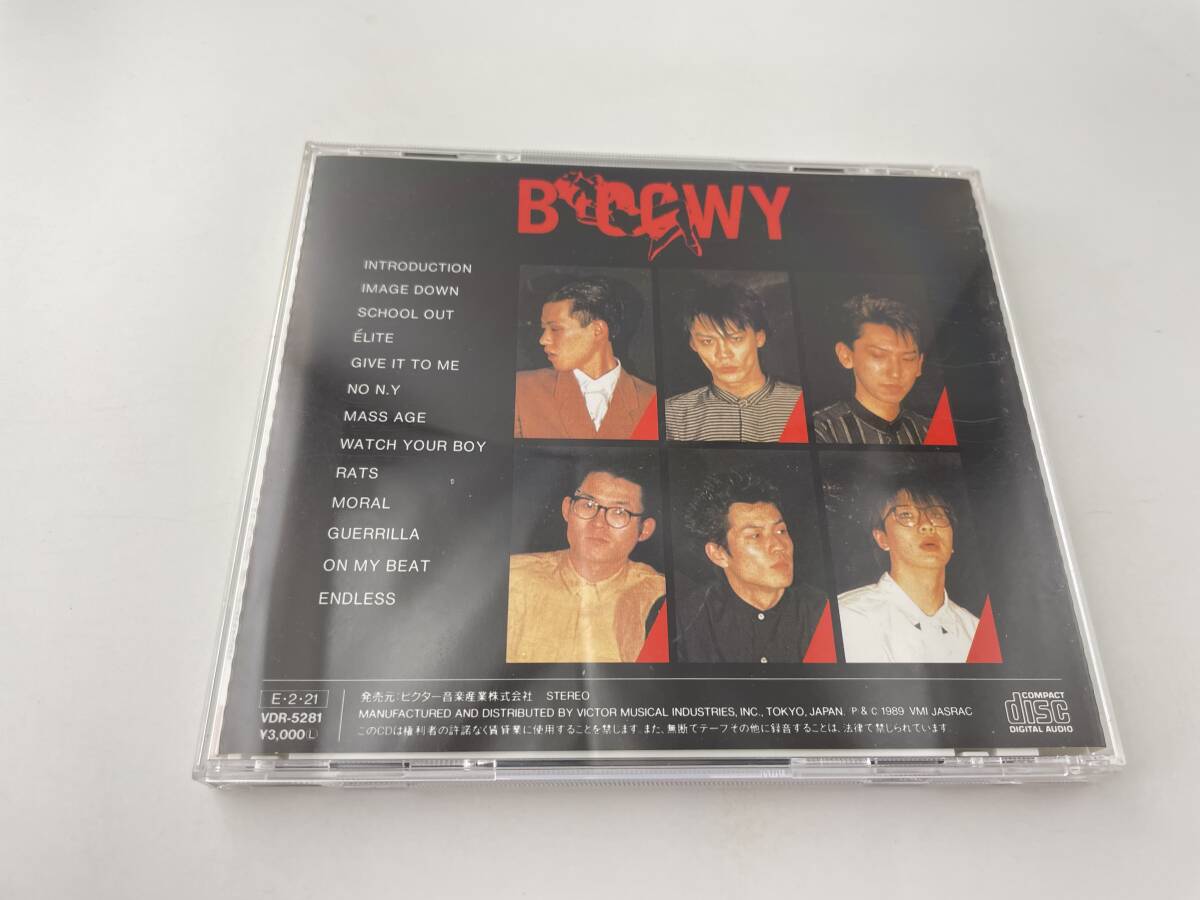 BOØWY
INTRODUCTION
IMAGE DOWN
SCHOOL OUT
ÉLITE
GIVE IT TO ME
NO N.Y
MASS AGE
WATCH YOUR BOY
RATS
MORAL
GUERRILLA
ON MY BEAT
ENDLESS
E・2・21
VDR-5281
¥3,000(L)
発売元:ビクター音楽産業株式会社 STEREO
MANUFACTURED AND DISTRIBUTED BY VICTOR MUSICAL INDUSTRIES, INC., TOKYO, JAPAN. P & C 1989 VMI JASRAC
このCDは権利者の許諾なく賃貸業に使用することを禁じます。また、無断でテープその他に録音することは、法律で禁じられています。
COMPACT
disc
DIGITAL AUDIO